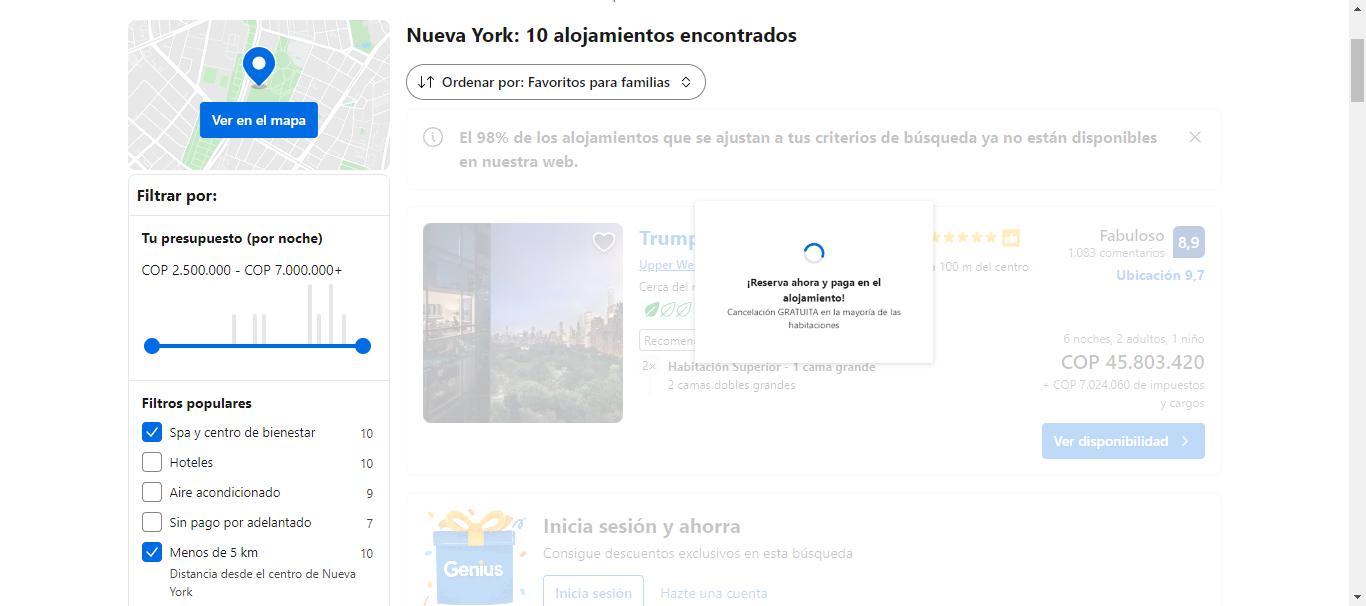 Ver en el mapa
Filtrar por:
Tu presupuesto (por noche)
COP 2.500.000 - COP 7.000.000+
Filtros populares
Spa y centro de bienestar 10
Hoteles 10
Aire acondicionado 9
Sin pago por adelantado 7
Menos de 5 km 10
Distancia desde el centro de Nueva
York
Nueva York: 10 alojamientos encontrados
Ordenar por: Favoritos para familias
El 98% de los alojamientos que se ajustan a tus criterios de búsqueda ya no están disponibles
en nuestra web.
Trump
Upper We
100 m del centro
Cerca del
Recomen
2× Habitación Superior - 1 cama grande
2 camas dobles grandes
¡Reserva ahora y paga en el
alojamiento!
Cancelación GRATUITA en la mayoría de las
habitaciones
Fabuloso 8,9
1.083 comentarios
Ubicación 9,7
6 noches, 2 adultos, 1 niño
COP 45.803.420
+ COP 7.024.060 de impuestos
y cargos
Ver disponibilidad
Genius
Inicia sesión y ahorra
Consigue descuentos exclusivos en esta búsqueda
Inicia sesión Hazte una cuenta